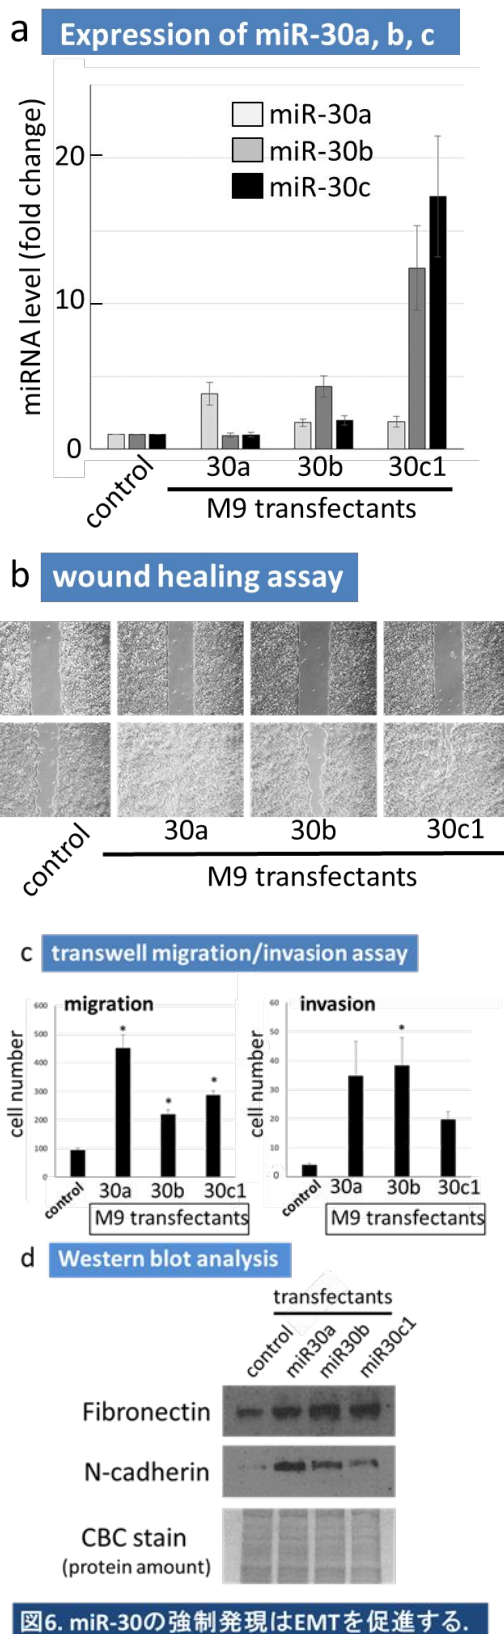 a Expression of miR-30a, b, c
miRNA level (fold change)
20
10
0
miR-30a
miR-30b
miR-30c
control 30a 30b 30c1
M9 transfectants
b wound healing assay
control 30a 30b 30c1
M9 transfectants
c transwell migration/invasion assay
migration
cell number
600
500
400
300
200
100
0
* * *
control 30a 30b 30c1
M9 transfectants
invasion
cell number
60
50
40
30
20
10
0
*
control 30a 30b 30c1
M9 transfectants
d Western blot analysis
transfectants
control miR30a miR30b miR30c1
Fibronectin
N-cadherin
CBC stain
(protein amount)
図6. miR-30の強制発現はEMTを促進する.